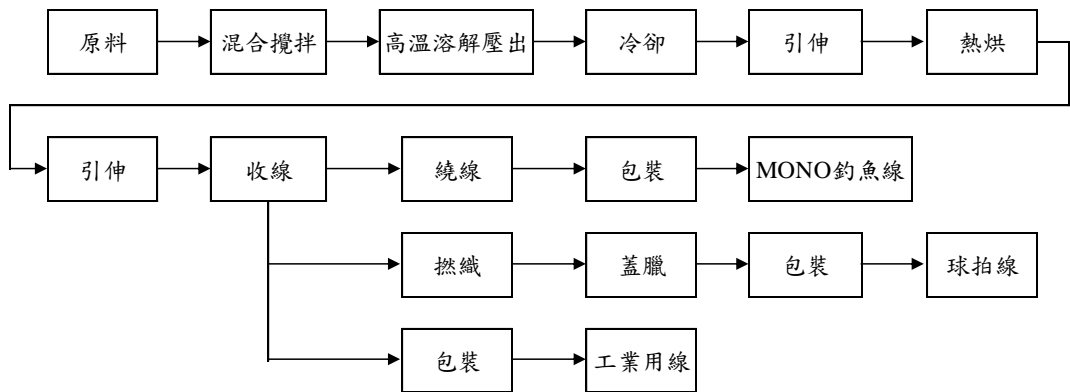 原料 混合攪拌 高溫溶解壓出 冷卻 引伸 熱烘
引伸 收線 繞線 包裝 MONO釣魚線
撚織 蓋臘 包裝 球拍線
包裝 工業用線